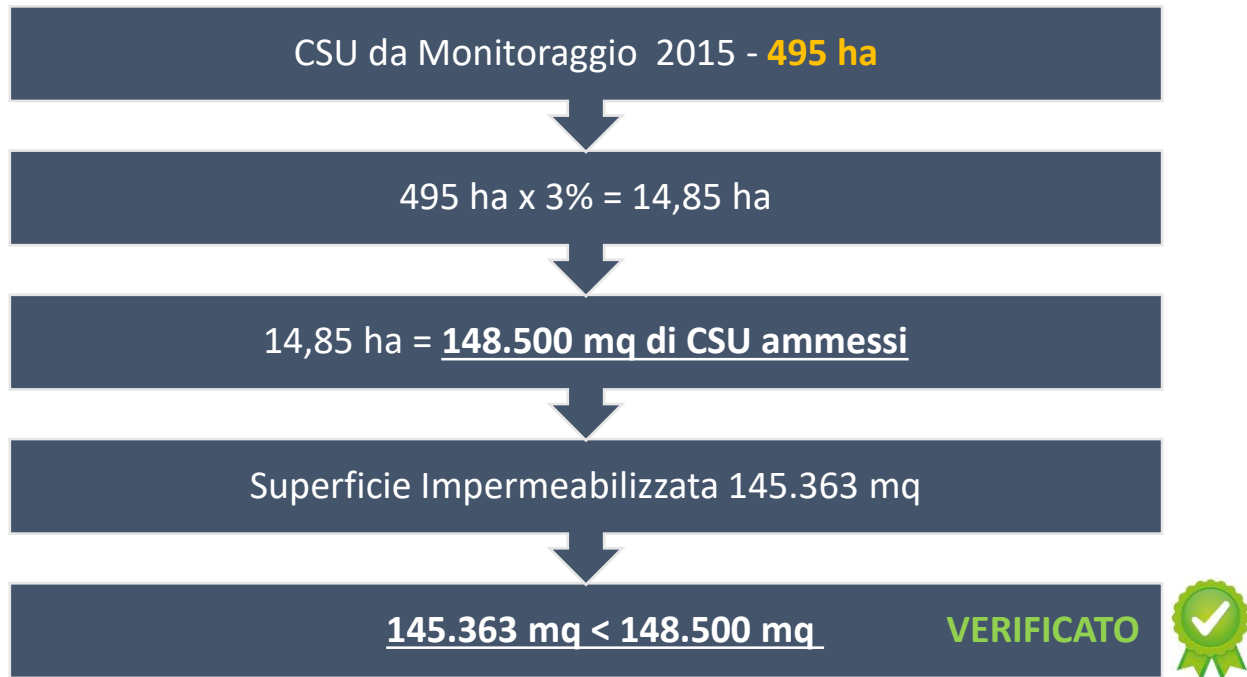 CSU da Monitoraggio 2015 - 495 ha
495 ha x 3% = 14,85 ha
14,85 ha = 148.500 mq di CSU ammessi
Superficie Impermeabilizzata 145.363 mq
145.363 mq < 148.500 mq VERIFICATO